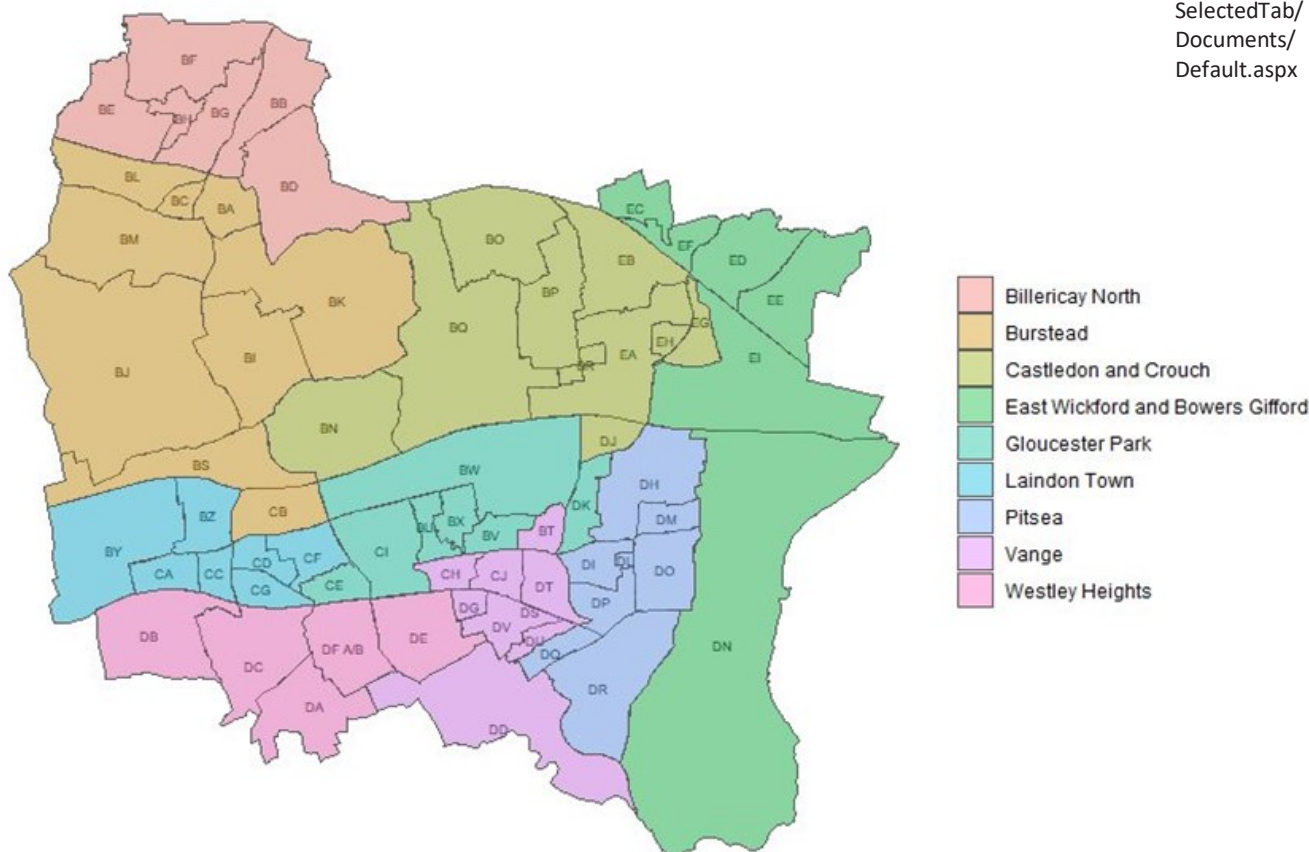 SelectedTab/
Documents/
Default.aspx
BF
BE
BH
BG
BB
BD
BL
BC
BA
BM
BK
BJ
BI
BO
BP
BQ
EB
EC
EF
ED
EE
EG
EH
EA
EI
BN
BS
DJ
BW
CB
BY
BZ
CA
CC
CD
CF
CG
CE
CI
BX
BV
BT
DK
DH
DM
DI
DL
DO
DP
CH
CJ
DT
DG
DS
DV
DU
DQ
DR
DN
DB
DC
DF A/B
DE
DA
DD
Billericay North
Burstead
Castledon and Crouch
East Wickford and Bowers Gifford
Gloucester Park
Laindon Town
Pitsea
Vange
Westley Heights